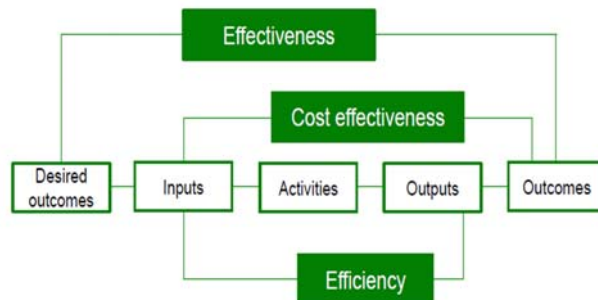 Effectiveness
Cost effectiveness
Desired
outcomes
Inputs
Activities
Outputs
Outcomes
Efficiency